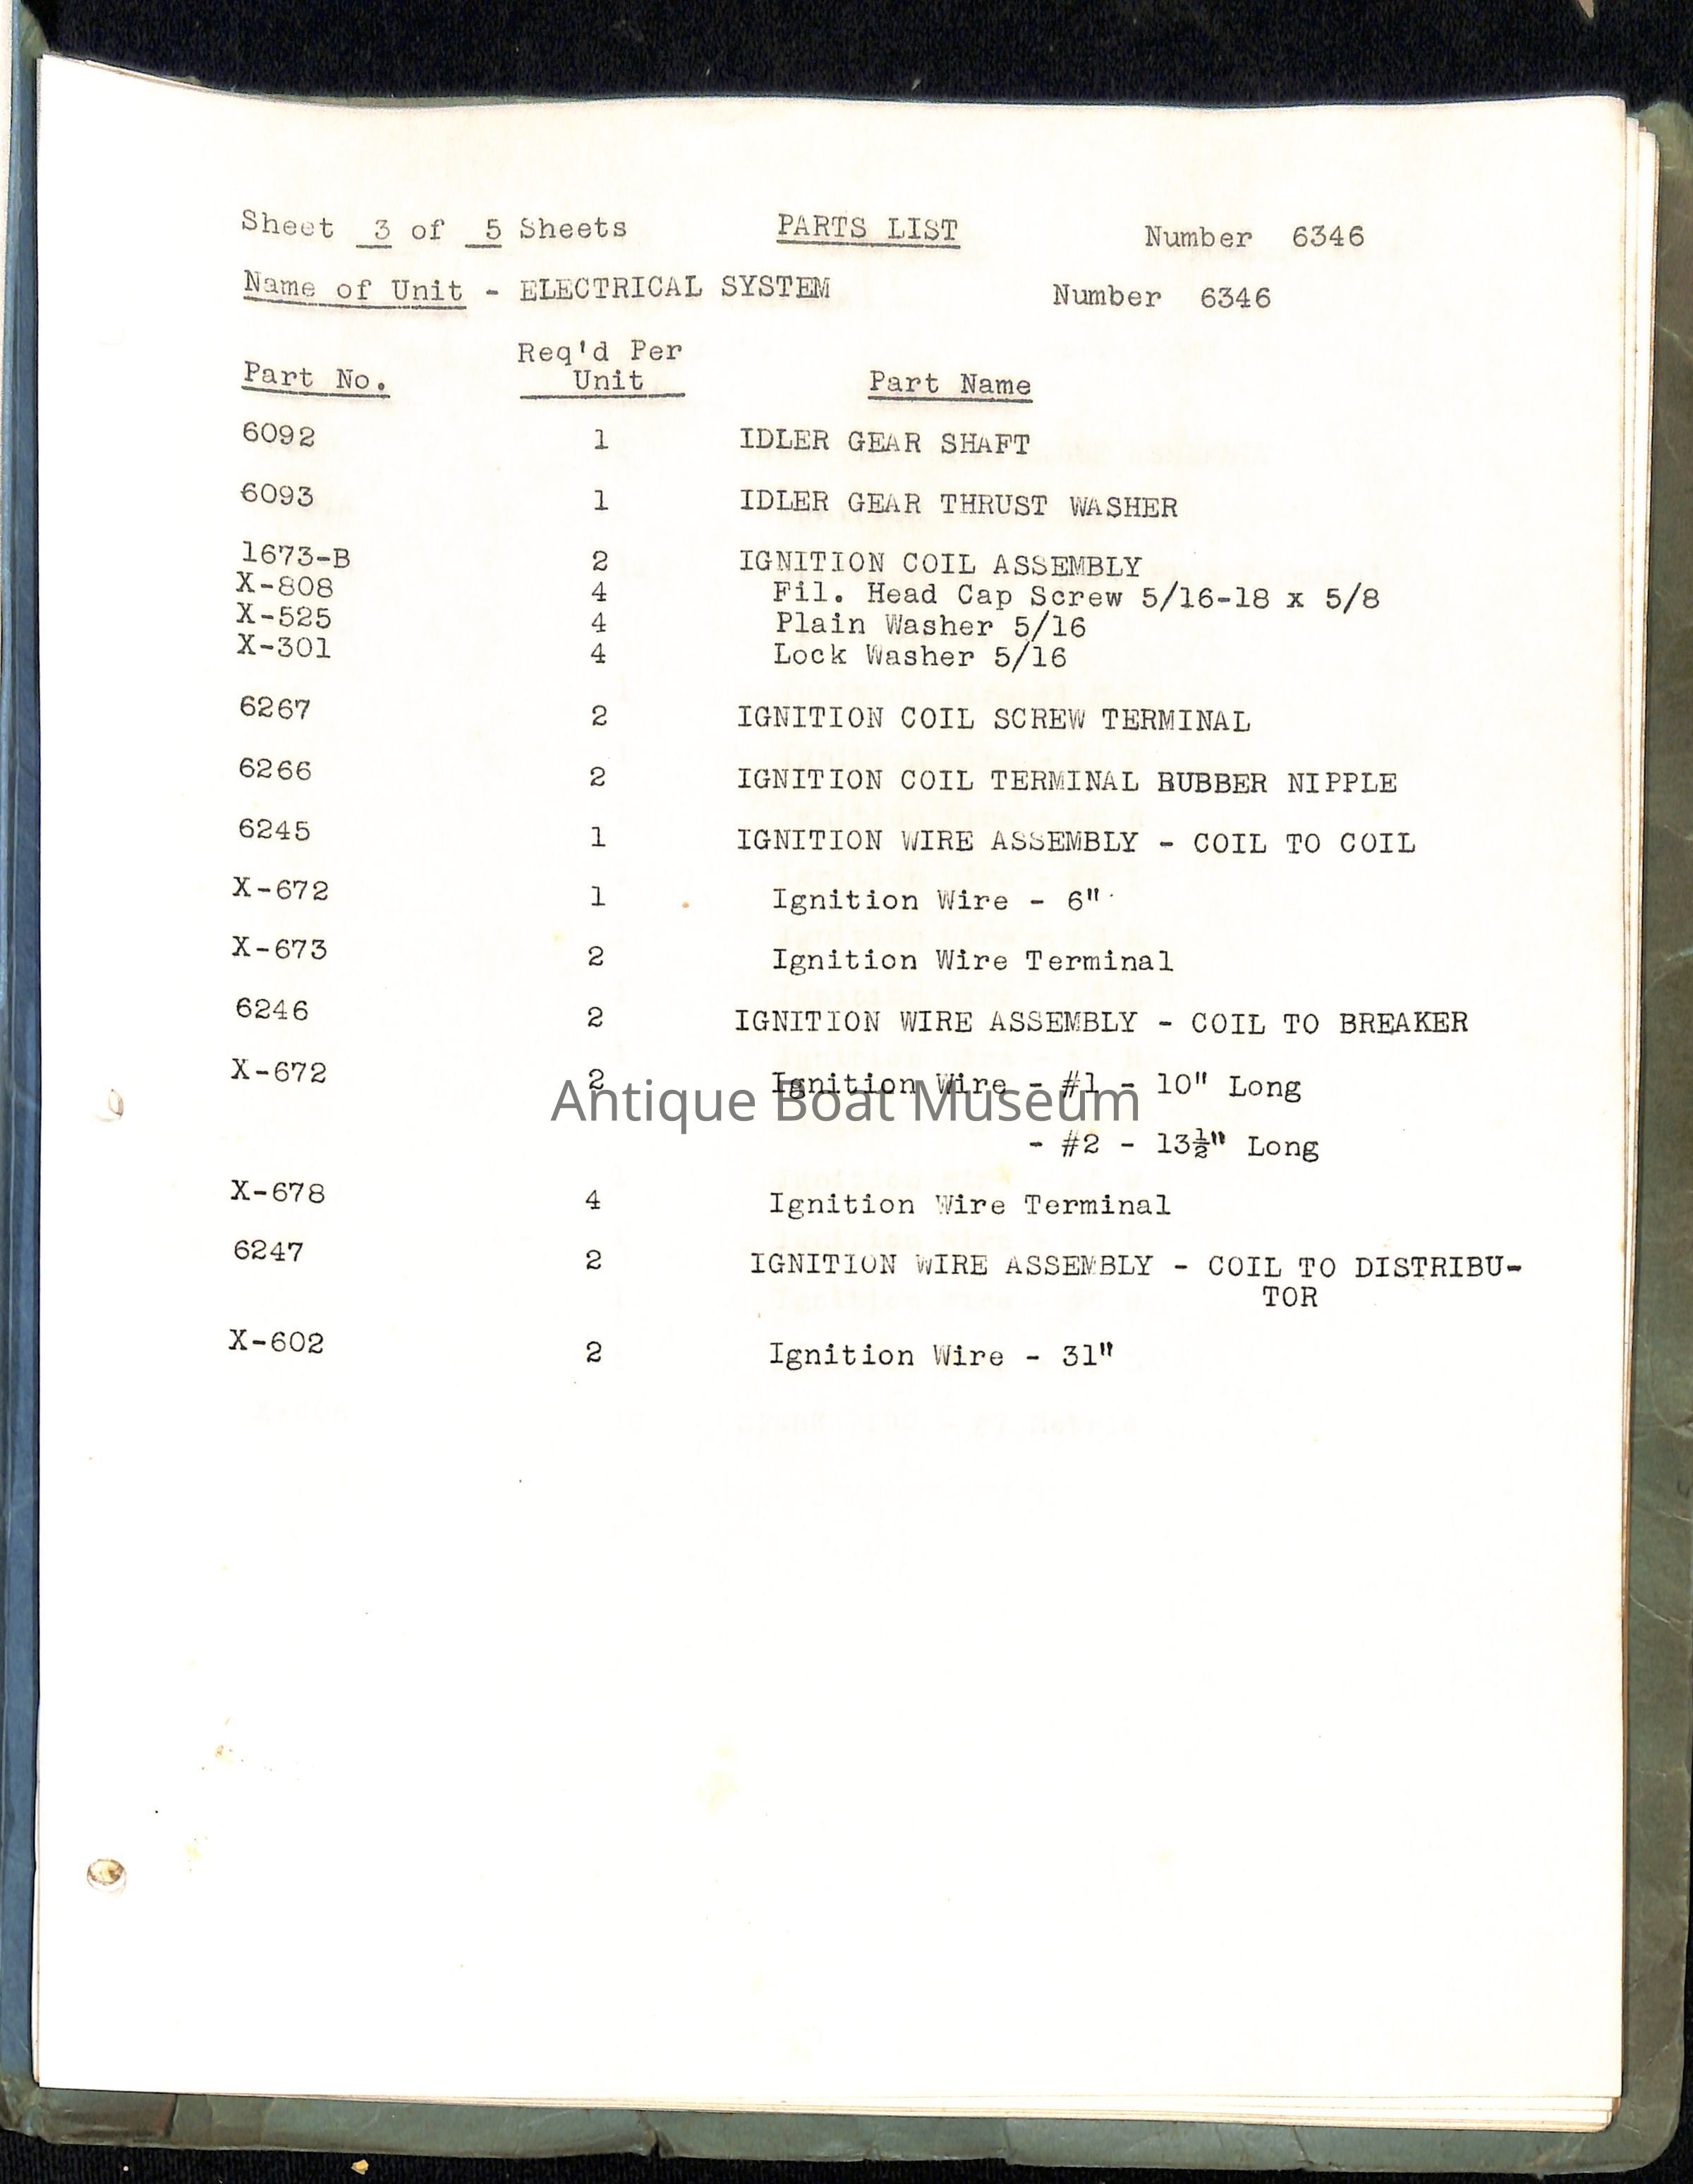 Sheet 3 of 5 Sheets PARTS LIST Number 6346
Name of Unit - ELECTRICAL SYSTEM Number 6346
Req'd Per
Part No. Unit Part Name
6092 1 IDLER GEAR SHAFT
6093 1 IDLER GEAR THRUST WASHER
1673-B 2 IGNITION COIL ASSEMBLY
X-808 4 Fil. Head Cap Screw 5/16-18 x 5/8
X-525 4 Plain Washer 5/16
X-301 4 Lock Washer 5/16
6267 2 IGNITION COIL SCREW TERMINAL
6266 2 IGNITION COIL TERMINAL RUBBER NIPPLE
6245 1 IGNITION WIRE ASSEMBLY - COIL TO COIL
X-672 1 Ignition Wire - 6"
X-673 2 Ignition Wire Terminal
6246 2 IGNITION WIRE ASSEMBLY - COIL TO BREAKER
X-672 2 Ignition Wire - #1 - 10" Long
Antique Boat Museum
- #2 - 13½" Long
X-678 4 Ignition Wire Terminal
6247 2 IGNITION WIRE ASSEMBLY - COIL TO DISTRIBU-
TOR
X-602 2 Ignition Wire - 31"